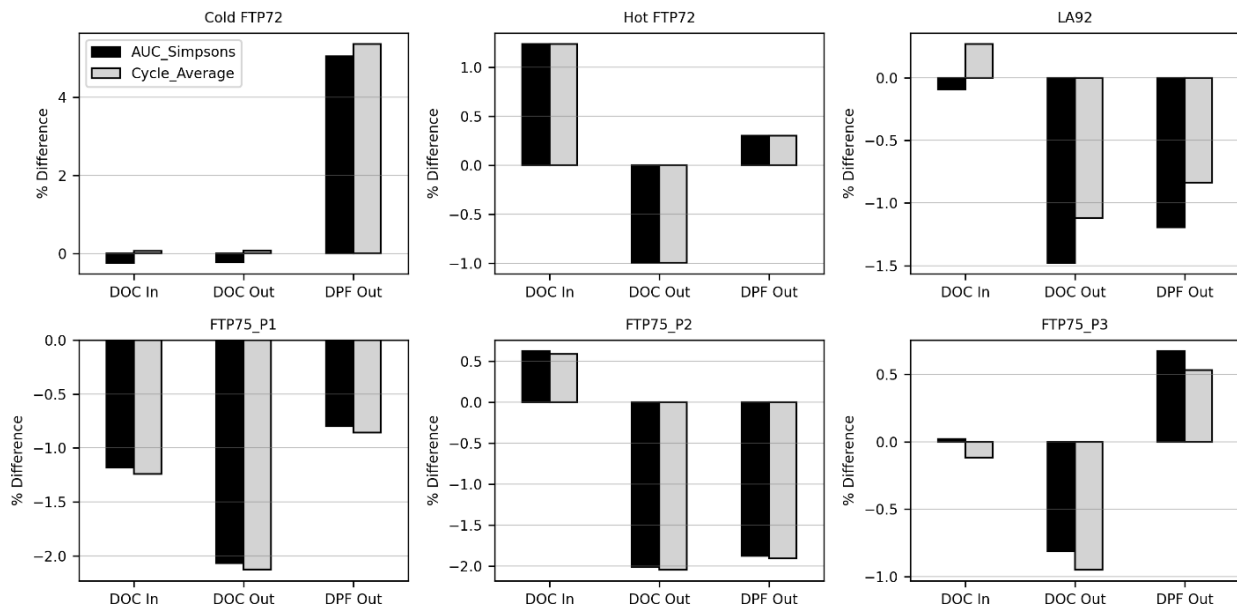 Cold FTP72
% Difference
4
2
0
AUC_Simpsons
Cycle_Average
DOC In
DOC Out
DPF Out
Hot FTP72
% Difference
1.0
0.5
0.0
−0.5
−1.0
DOC In
DOC Out
DPF Out
LA92
% Difference
0.0
−0.5
−1.0
−1.5
DOC In
DOC Out
DPF Out
FTP75_P1
% Difference
0.0
−0.5
−1.0
−1.5
−2.0
DOC In
DOC Out
DPF Out
FTP75_P2
% Difference
0.5
0.0
−0.5
−1.0
−1.5
−2.0
DOC In
DOC Out
DPF Out
FTP75_P3
% Difference
0.5
0.0
−0.5
−1.0
DOC In
DOC Out
DPF Out